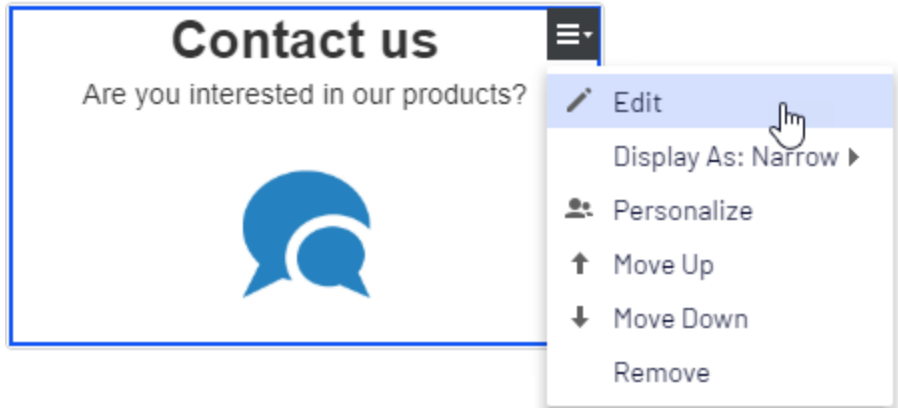 Contact us
Are you interested in our products?
Edit
Display As: Narrow
Personalize
Move Up
Move Down
Remove